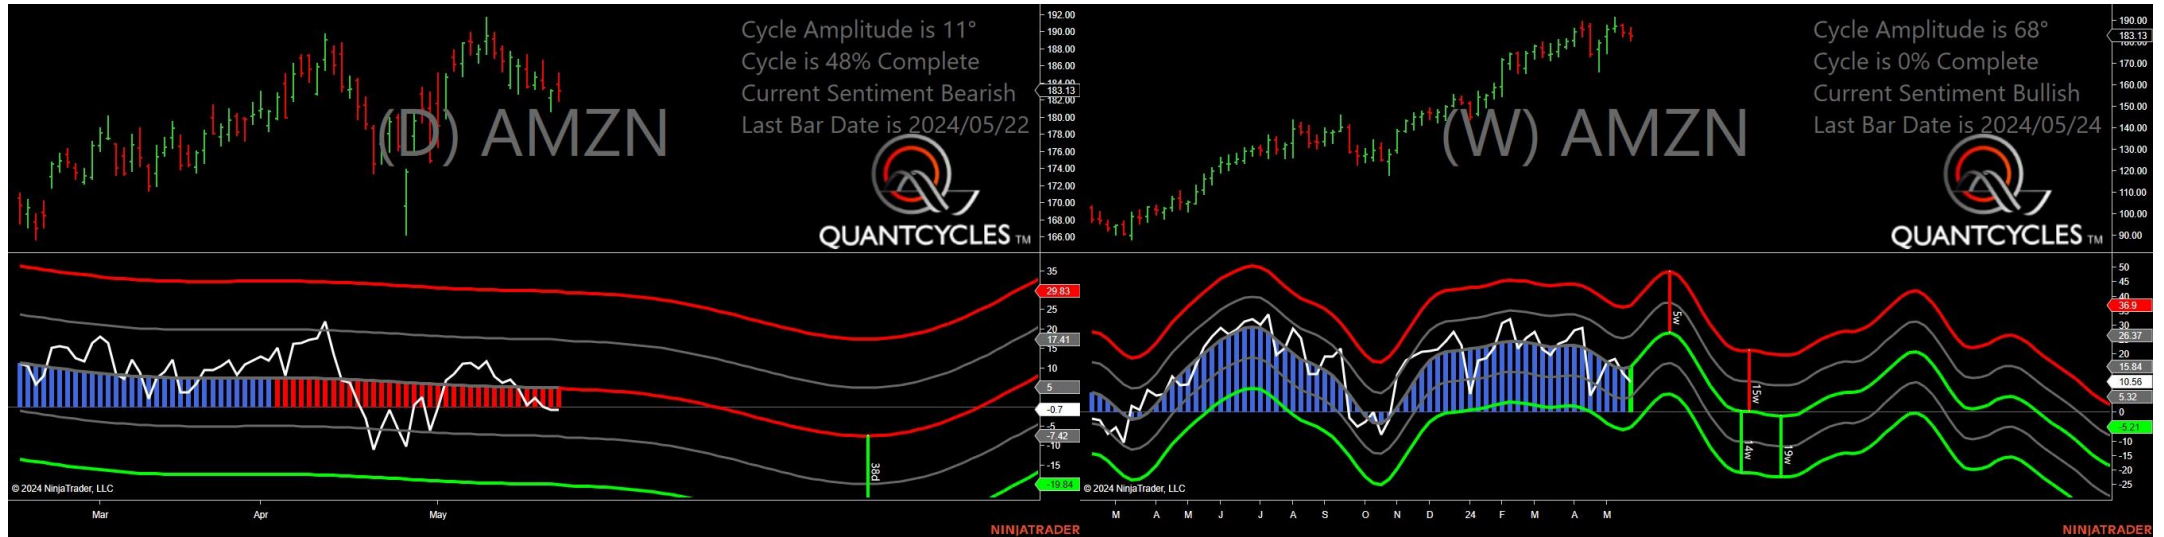 Cycle Amplitude is 11°
Cycle is 48% Complete
Current Sentiment Bearish
Last Bar Date is 2024/05/22
(D) AMZN
QUANTCYCLES TM
192.00
190.00
188.00
186.00
184.00
183.13
182.00
180.00
178.00
176.00
174.00
172.00
170.00
168.00
166.00
35
29.83
25
20
17.41
15
10
5
-0.7
-5
-7.42
-10
-15
-19.84
38d
© 2024 NinjaTrader, LLC
Mar
Apr
May
NINJATRADER
Cycle Amplitude is 68°
Cycle is 0% Complete
Current Sentiment Bullish
Last Bar Date is 2024/05/24
(W) AMZN
QUANTCYCLES TM
190.00
183.13
180.00
170.00
160.00
150.00
140.00
130.00
120.00
110.00
100.00
90.00
50
45
40
36.9
30
26.37
20
15.84
10.56
5.32
0
-5.21
-10
-15
-20
-25
5w
15w
14w
19w
© 2024 NinjaTrader, LLC
M A M J J A S O N D 24 F M A M
NINJATRADER